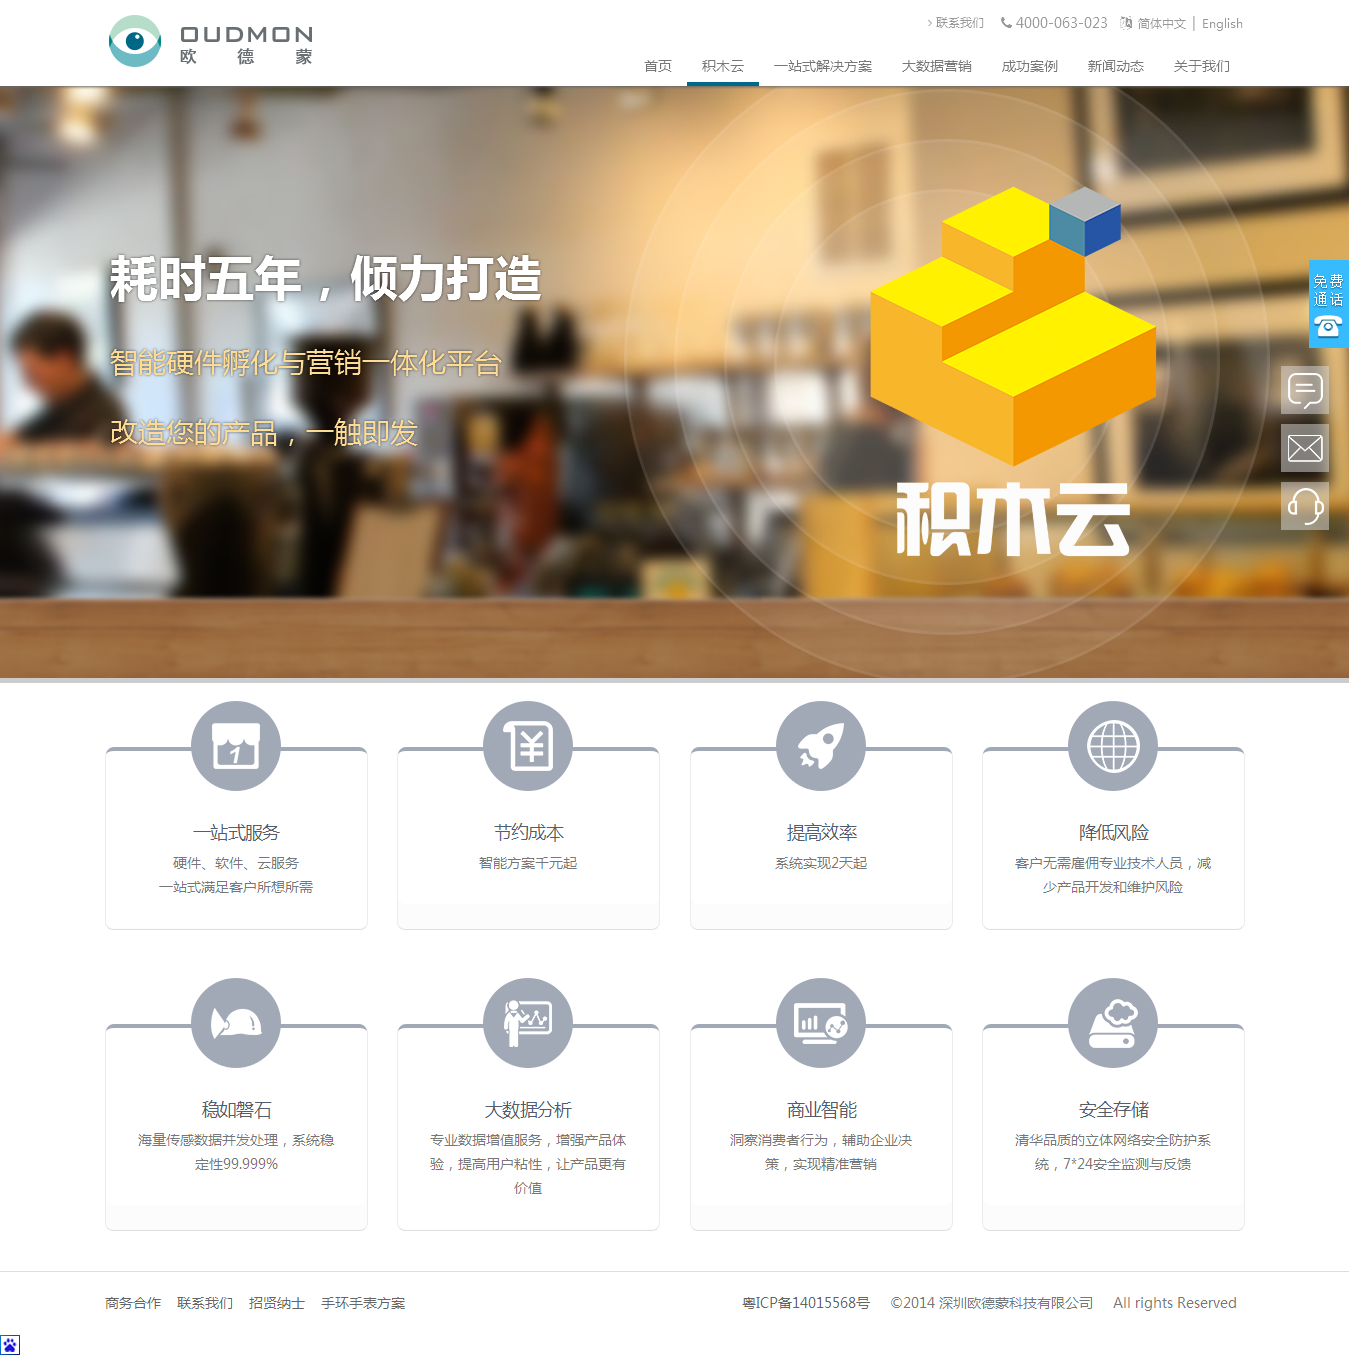 OUDMON
欧德蒙
联系我们 4000-063-023 简体中文 | English
首页 积木云 一站式解决方案 大数据营销 成功案例 新闻动态 关于我们
耗时五年，倾力打造
智能硬件孵化与营销一体化平台
改造您的产品，一触即发
积木云
免费
通话
一站式服务
硬件、软件、云服务
一站式满足客户所想所需
节约成本
智能方案千元起
提高效率
系统实现2天起
降低风险
客户无需雇佣专业技术人员，减
少产品开发和维护风险
稳如磐石
海量传感数据并发处理，系统稳
定性99.999%
大数据分析
专业数据增值服务，增强产品体
验，提高用户粘性，让产品更有
价值
商业智能
洞察消费者行为，辅助企业决
策，实现精准营销
安全存储
清华品质的立体网络安全防护系
统，7*24安全监测与反馈
商务合作 联系我们 招贤纳士 手环手表方案
粤ICP备14015568号 ©2014 深圳欧德蒙科技有限公司 All rights Reserved